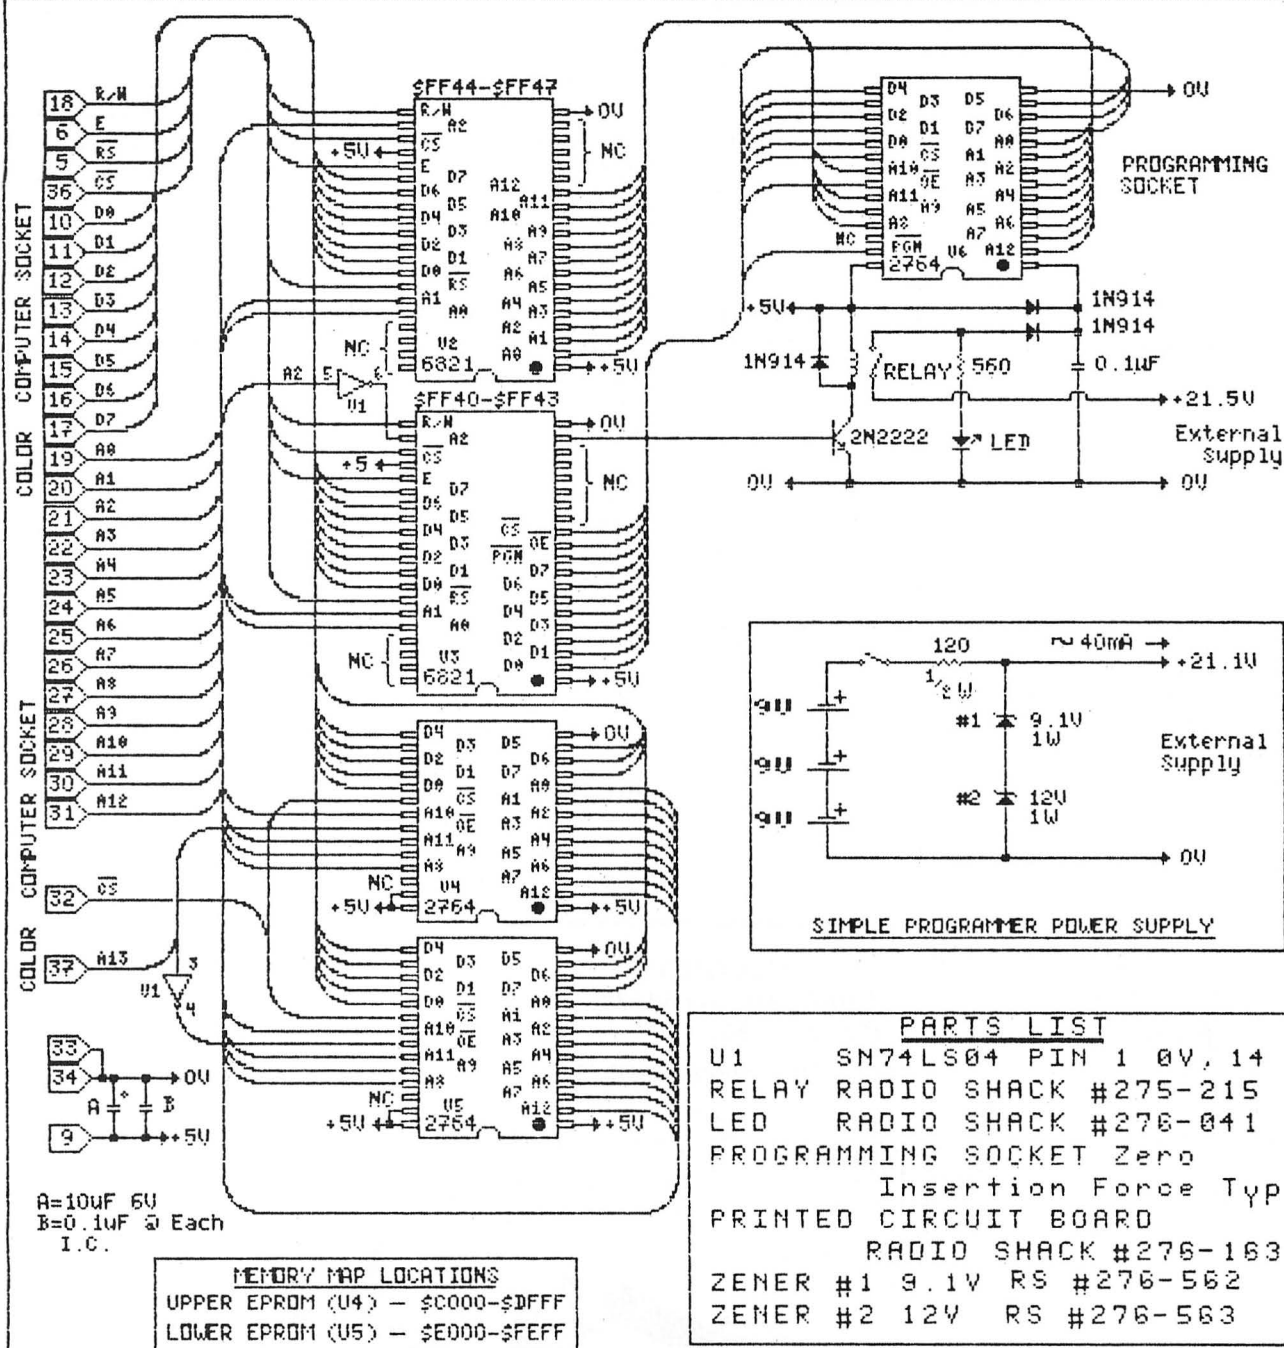 $FF44-$FF47
18 R/W
6 E
5 RS
36 CS
10 D0
11 D1
12 D2
13 D3
14 D4
15 D5
16 D6
17 D7
19 A0
20 A1
21 A2
22 A3
23 A4
24 A5
25 A6
26 A7
27 A8
28 A9
29 A10
30 A11
31 A12
32 CS
37 A13
33
34
9
COLOR COMPUTER SOCKET
COLOR COMPUTER SOCKET
0V
A +
B
+5V
A=10uF 6V
B=0.1uF @ Each
I.C.
R/W
A2
CS
+5V
E
D7
D6
D5
D4
D3
D2
D1
D0
RS
A1
A0
NC
U2
6821
0V
NC
A12
A11
A10
A9
A8
A7
A6
A5
A4
A3
A2
A1
A0
+5V
A2 5 6
U1
$FF40-$FF43
R/W
A2
CS
+5
E
D7
D6
D5
D4
D3
D2
D1
D0
RS
A1
A0
NC
U3
6821
0V
NC
CS
OE
PGM
D7
D6
D5
D4
D3
D2
D1
D0
+5V
D4
D3 D5
D2 D6
D1 D7
D0 A0
CS A1
A10 A2
OE A3
A11 A4
A9 A5
A8 A6
A7
NC
U4 A12
+5V 2764 +5V
0V
3
U1
4
D4
D3 D5
D2 D6
D1 D7
D0 A0
CS A1
A10 A2
OE A3
A11 A4
A9 A5
A8 A6
A7
NC
U5 A12
+5V 2764 +5V
0V
D4
D3 D5
D2 D6
D1 D7
D0 A0
CS A1
A10 A2
OE A3
A11 A4
A9 A5
A8 A6
NC A7
PGM U6 A12
2764
0V
PROGRAMMING
SOCKET
+5V
1N914
1N914
1N914
RELAY
560
0.1uF
+21.5V
2N2222
LED
External
Supply
0V
0V
120
1/2 W
~ 40mA
+21.1V
9V +
9V +
9V +
#1 9.1V
1W
#2 12V
1W
External
Supply
0V
SIMPLE PROGRAMMER POWER SUPPLY
PARTS LIST
U1 SN74LS04 PIN 1 0V, 14
RELAY RADIO SHACK #275-215
LED RADIO SHACK #276-041
PROGRAMMING SOCKET Zero
Insertion Force Typ
PRINTED CIRCUIT BOARD
RADIO SHACK #276-163
ZENER #1 9.1V RS #276-562
ZENER #2 12V RS #276-563
MEMORY MAP LOCATIONS
UPPER EPROM (U4) - $C000-$DFFF
LOWER EPROM (U5) - $E000-$FEFF